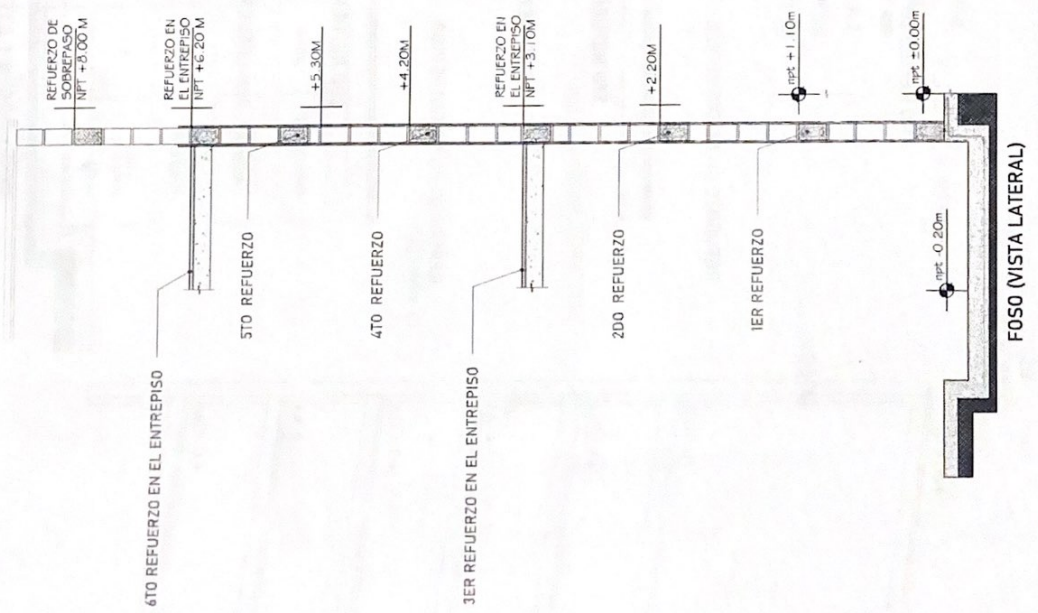 REFUERZO DE
SOBREPASO
NPT +8.00 M
REFUERZO EN
EL ENTREPISO
NPT +6.20 M
+5.30M
+4.20M
REFUERZO EN
EL ENTREPISO
NPT +3.10M
+2.20M
npt +1.10m
npt ±0.00m
6TO REFUERZO EN EL ENTREPISO
5TO REFUERZO
4TO REFUERZO
3ER REFUERZO EN EL ENTREPISO
2DO REFUERZO
1ER REFUERZO
npt -0.20m
FOSO (VISTA LATERAL)